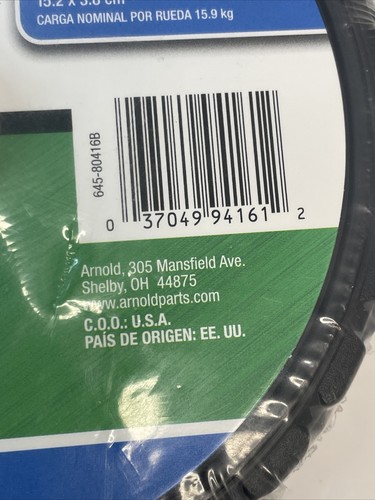 15.2 x 3.8 cm
CARGA NOMINAL POR RUEDA 15.9 kg
645-80416B
0 37049 94161 2
Arnold, 305 Mansfield Ave.
Shelby, OH 44875
www.arnoldparts.com
C.O.O.: U.S.A.
PAÍS DE ORIGEN: EE. UU.